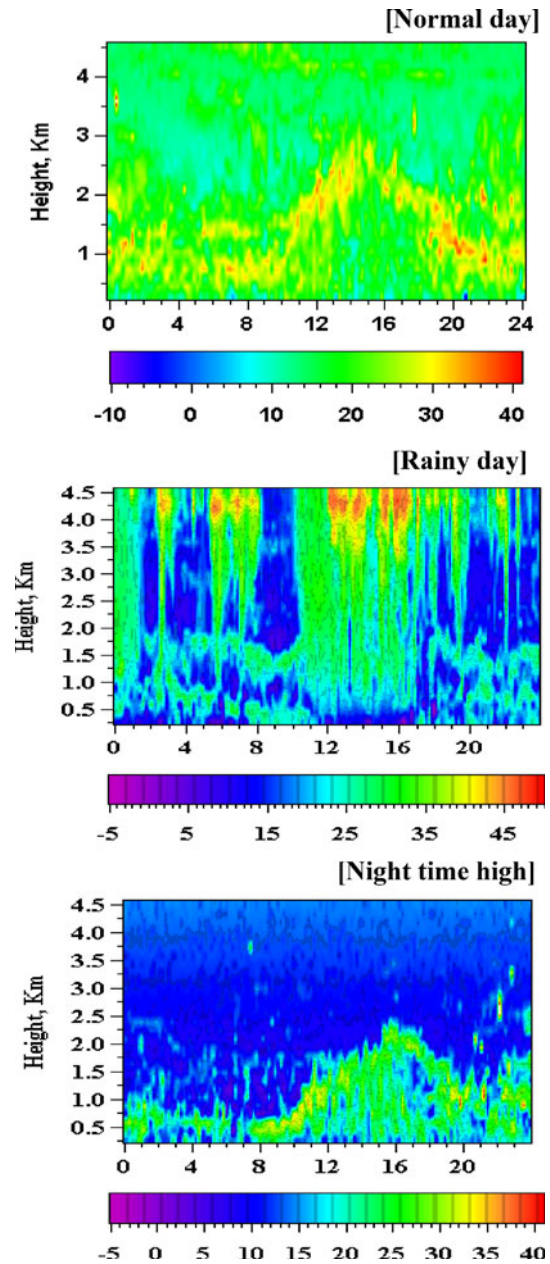 [Normal day]
4
3
2
1
Height, Km
0 4 8 12 16 20 24
-10 0 10 20 30 40
[Rainy day]
4.5
4.0
3.5
3.0
2.5
2.0
1.5
1.0
0.5
Height, Km
0 4 8 12 16 20
-5 5 15 25 35 45
[Night time high]
4.5
4.0
3.5
3.0
2.5
2.0
1.5
1.0
0.5
Height, Km
0 4 8 12 16 20
-5 0 5 10 15 20 25 30 35 40